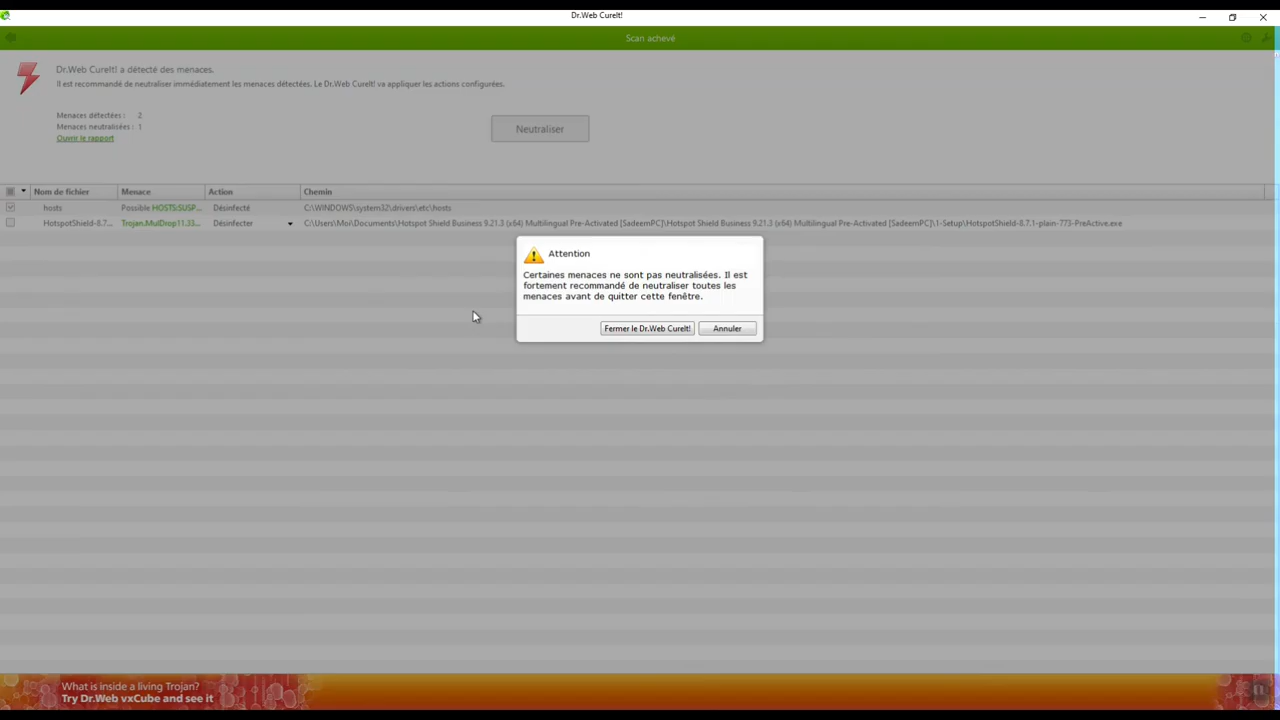 Dr.Web CureIt!
Scan achevé
Dr.Web CureIt! a détecté des menaces.
Il est recommandé de neutraliser immédiatement les menaces détectées. Le Dr.Web CureIt! va appliquer les actions configurées.
Menaces détectées : 2
Menaces neutralisées : 1
Ouvrir le rapport
Neutraliser
Nom de fichier Menace Action Chemin
hosts Possible HOSTS:SUSP... Désinfecté C:\WINDOWS\system32\drivers\etc\hosts
HotspotShield-8.7... Trojan.MulDrop11.33... Désinfecter C:\Users\Moi\Documents\Hotspot Shield Business 9.21.3 (x64) Multilingual Pre-Activated [SadeemPC]\Hotspot Shield Business 9.21.3 (x64) Multilingual Pre-Activated [SadeemPC]\1-Setup\HotspotShield-8.7.1-plain-773-PreActive.exe
Attention
Certaines menaces ne sont pas neutralisées. Il est
fortement recommandé de neutraliser toutes les
menaces avant de quitter cette fenêtre.
Fermer le Dr.Web CureIt! Annuler
What is inside a living Trojan?
Try Dr.Web vxCube and see it